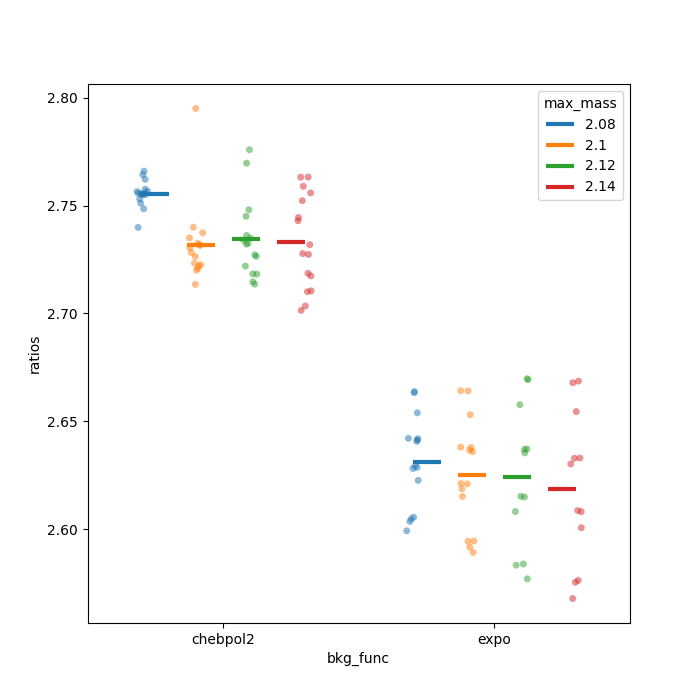 max_mass
2.08
2.1
2.12
2.14
2.80
2.75
2.70
2.65
2.60
ratios
chebpol2
expo
bkg_func